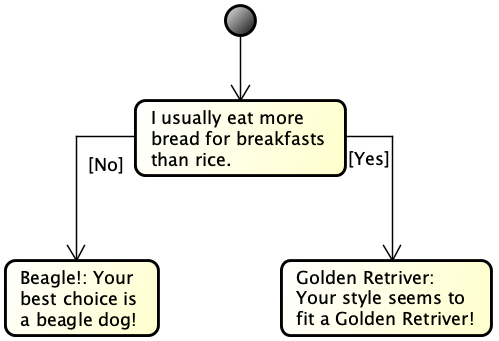 I usually eat more
bread for breakfasts
than rice.
[No]
[Yes]
Beagle!: Your
best choice is
a beagle dog!
Golden Retriver:
Your style seems to
fit a Golden Retriver!